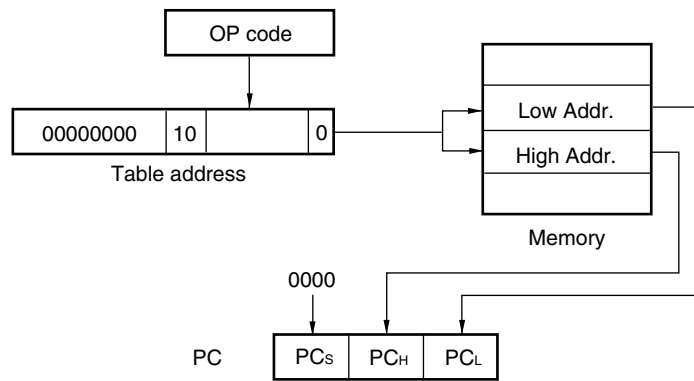 OP code
00000000 10 0
Table address
Low Addr.
High Addr.
Memory
0000
PC PCS PCH PCL